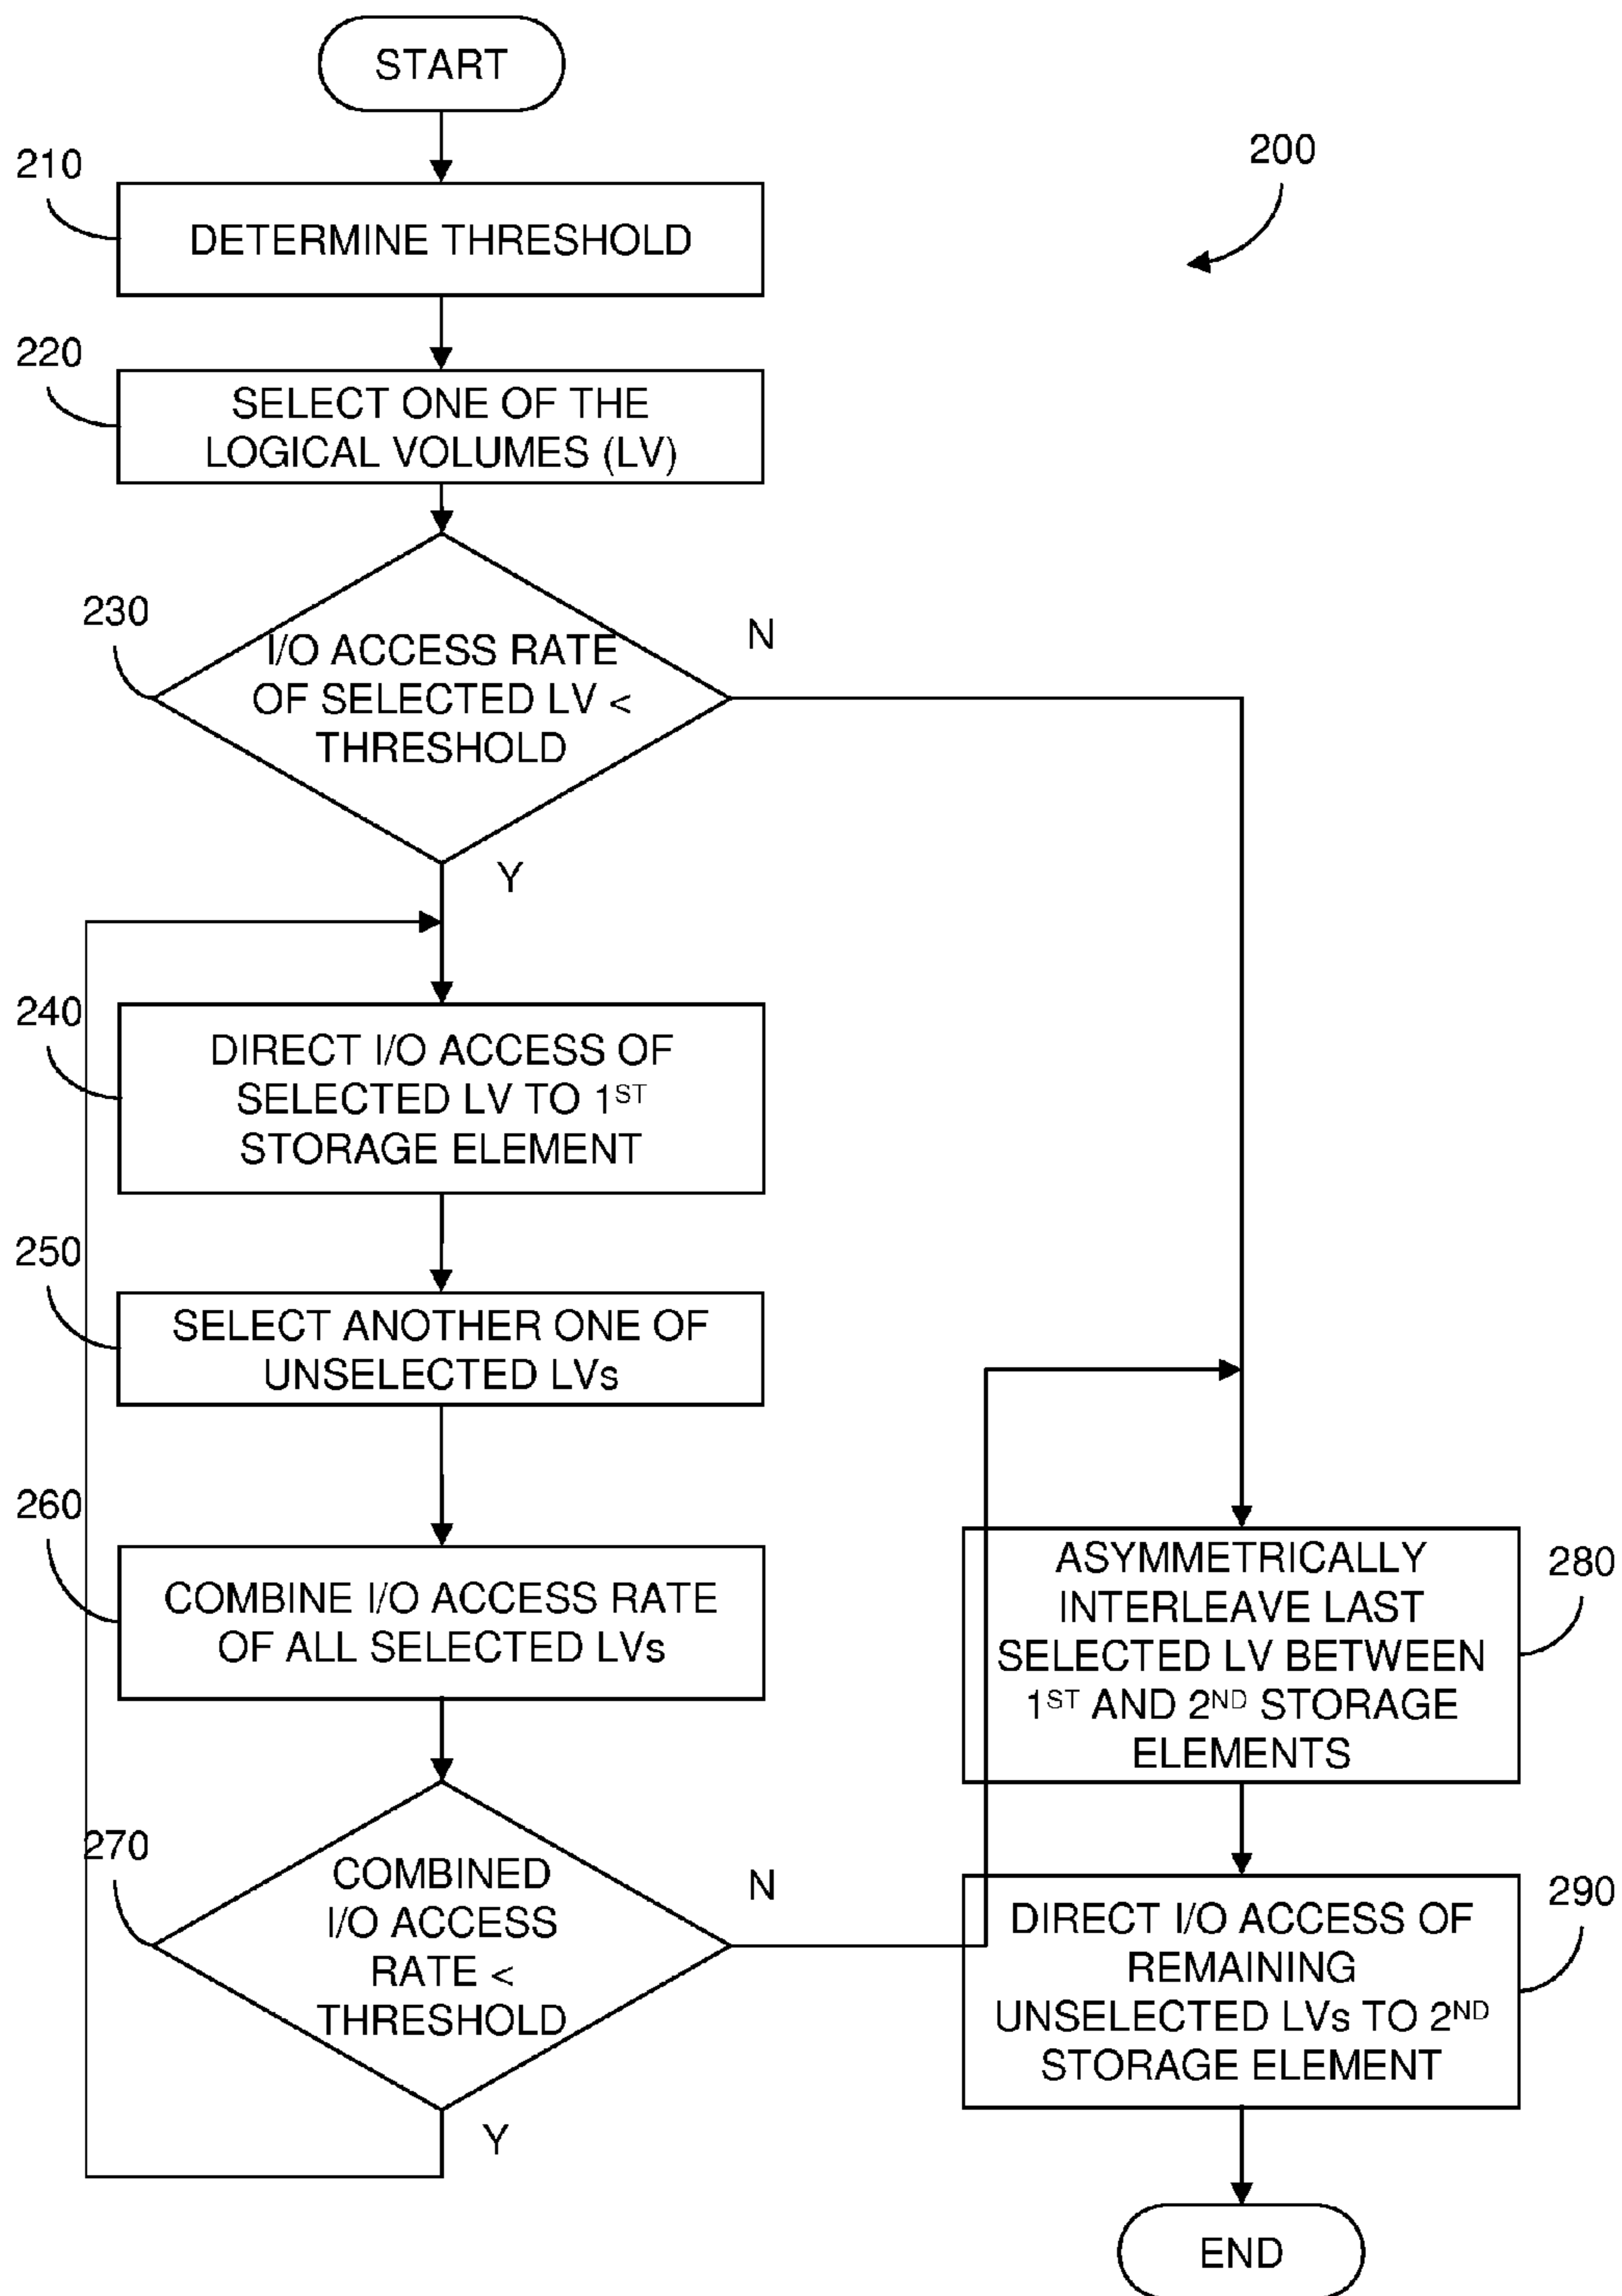 START
200
210
DETERMINE THRESHOLD
220
SELECT ONE OF THE
LOGICAL VOLUMES (LV)
230
I/O ACCESS RATE
OF SELECTED LV <
THRESHOLD
N
Y
240
DIRECT I/O ACCESS OF
SELECTED LV TO 1ST
STORAGE ELEMENT
250
SELECT ANOTHER ONE OF
UNSELECTED LVs
260
COMBINE I/O ACCESS RATE
OF ALL SELECTED LVs
270
COMBINED
I/O ACCESS
RATE <
THRESHOLD
N
Y
280
ASYMMETRICALLY
INTERLEAVE LAST
SELECTED LV BETWEEN
1ST AND 2ND STORAGE
ELEMENTS
290
DIRECT I/O ACCESS OF
REMAINING
UNSELECTED LVs TO 2ND
STORAGE ELEMENT
END